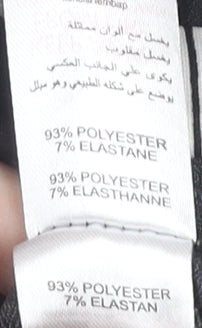 يغسل مع ألوان مماثلة
يغسل مقلوب
يكوى على الجانب العكسي
يوضع على شكله الطبيعي وهو مبلل
93% POLYESTER
7% ELASTANE
93% POLYESTER
7% ELASTHANNE
93% POLYESTER
7% ELASTAN